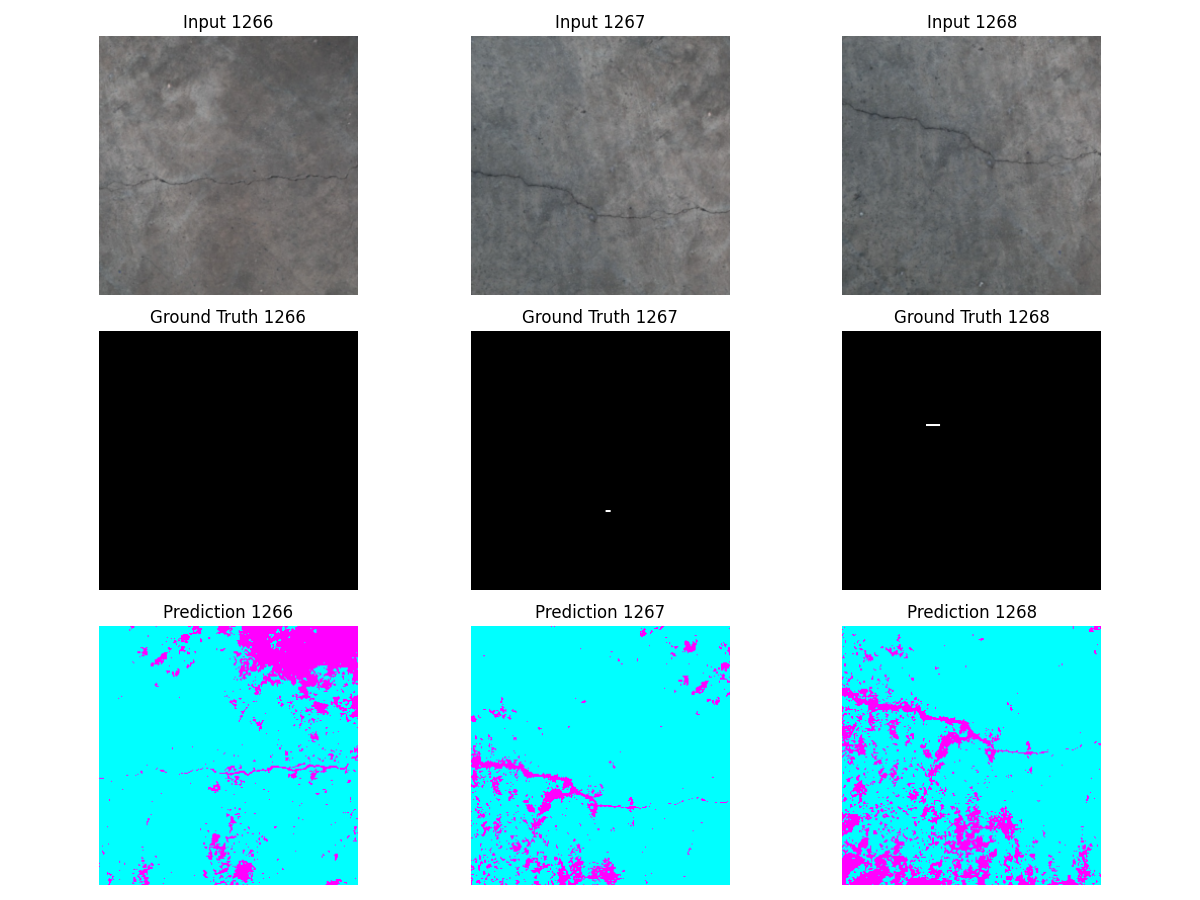 Input 1266
Input 1267
Input 1268
Ground Truth 1266
Ground Truth 1267
Ground Truth 1268
Prediction 1266
Prediction 1267
Prediction 1268